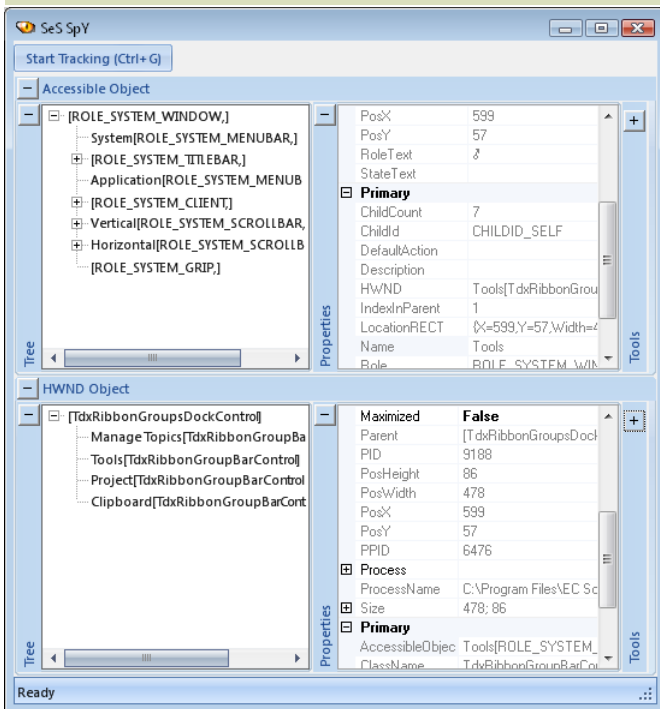 SeS SpY
Start Tracking (Ctrl+G)
Accessible Object
[ROLE_SYSTEM_WINDOW,]
System[ROLE_SYSTEM_MENUBAR,]
[ROLE_SYSTEM_TITLEBAR,]
Application[ROLE_SYSTEM_MENUB
[ROLE_SYSTEM_CLIENT,]
Vertical[ROLE_SYSTEM_SCROLLBAR,
Horizontal[ROLE_SYSTEM_SCROLLB
[ROLE_SYSTEM_GRIP,]
Tree
PosX 599
PosY 57
RoleText ♂
StateText
Primary
ChildCount 7
ChildId CHILDID_SELF
DefaultAction
Description
HWND Tools[TdxRibbonGrou
IndexInParent 1
LocationRECT {X=599,Y=57,Width=4
Name Tools
Role ROLE_SYSTEM_WIN
Properties
Tools
HWND Object
[TdxRibbonGroupsDockControl]
Manage Topics[TdxRibbonGroupBa
Tools[TdxRibbonGroupBarControl]
Project[TdxRibbonGroupBarControl
Clipboard[TdxRibbonGroupBarCont
Tree
Maximized False
Parent [TdxRibbonGroupsDock
PID 9188
PosHeight 86
PosWidth 478
PosX 599
PosY 57
PPID 6476
Process
ProcessName C:\Program Files\EC Sc
Size 478; 86
Primary
AccessibleObjec Tools[ROLE_SYSTEM_
ClassName TdxRibbonGroupBarCo
Properties
Tools
Ready